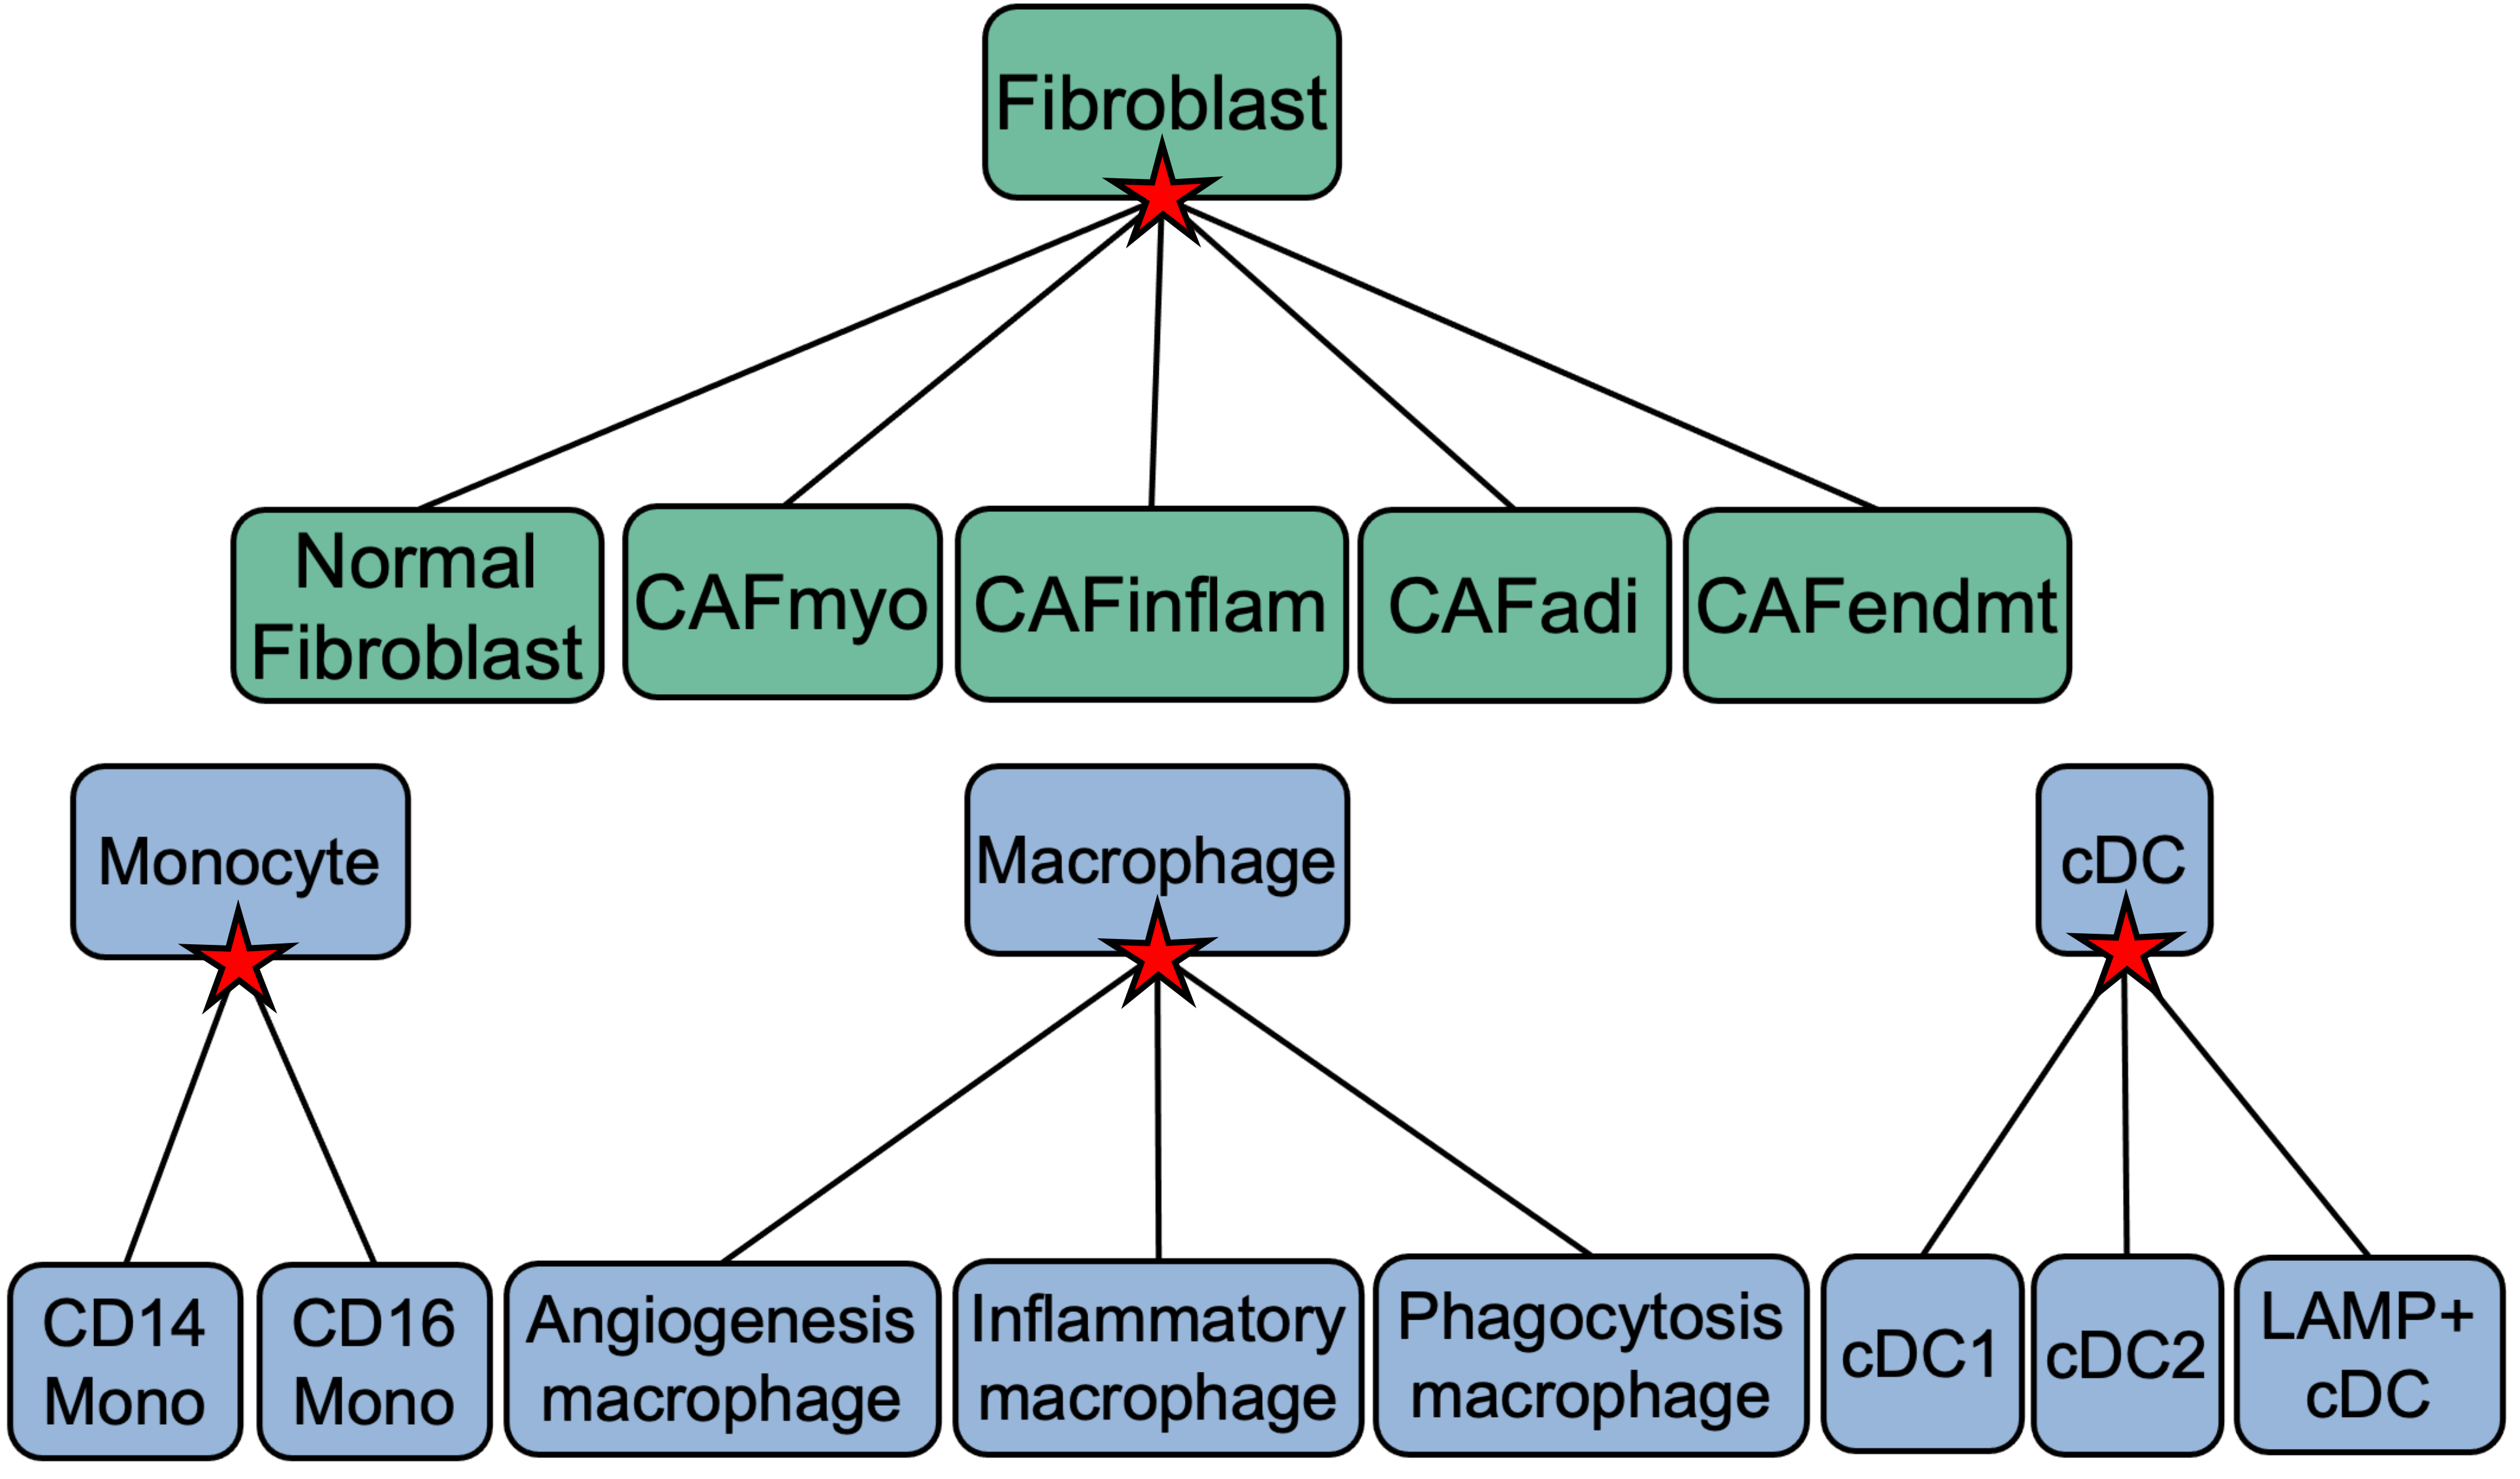 Fibroblast
Normal
Fibroblast
CAFmyo
CAFinflam
CAFadi
CAFendmt
Monocyte
Macrophage
cDC
CD14
Mono
CD16
Mono
Angiogenesis
macrophage
Inflammatory
macrophage
Phagocytosis
macrophage
cDC1
cDC2
LAMP+
cDC